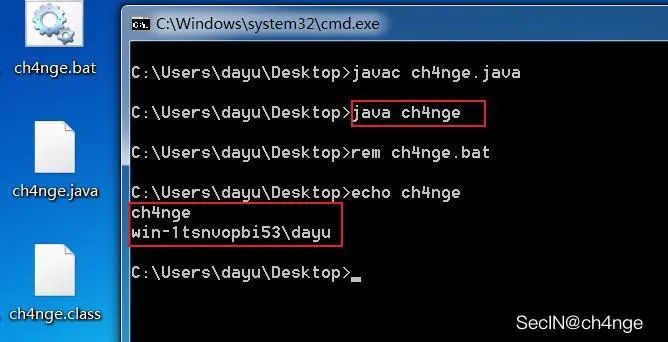 C:\Windows\system32\cmd.exe
ch4nge.bat
ch4nge.java
ch4nge.class
C:\Users\dayu\Desktop>javac ch4nge.java
C:\Users\dayu\Desktop>java ch4nge
C:\Users\dayu\Desktop>rem ch4nge.bat
C:\Users\dayu\Desktop>echo ch4nge
ch4nge
win-1tsnvopbi53\dayu
C:\Users\dayu\Desktop>_
SecIN@ch4nge